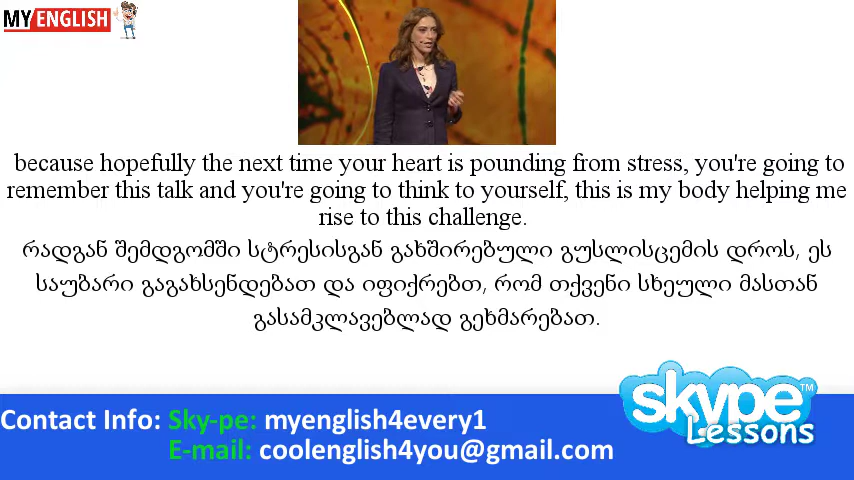 MY ENGLISH
because hopefully the next time your heart is pounding from stress, you're going to
remember this talk and you're going to think to yourself, this is my body helping me
rise to this challenge.
რადგან შემდგომში სტრესისგან გახშირებული გუსლისცემის დროს, ეს
საუბარი გაგახსენდებათ და იფიქრებთ, რომ თქვენი სხეული მასთან
გასამკლავებლად გეხმარებათ.
skype™
Lessons
Contact Info: Sky-pe: myenglish4every1
E-mail: coolenglish4you@gmail.com